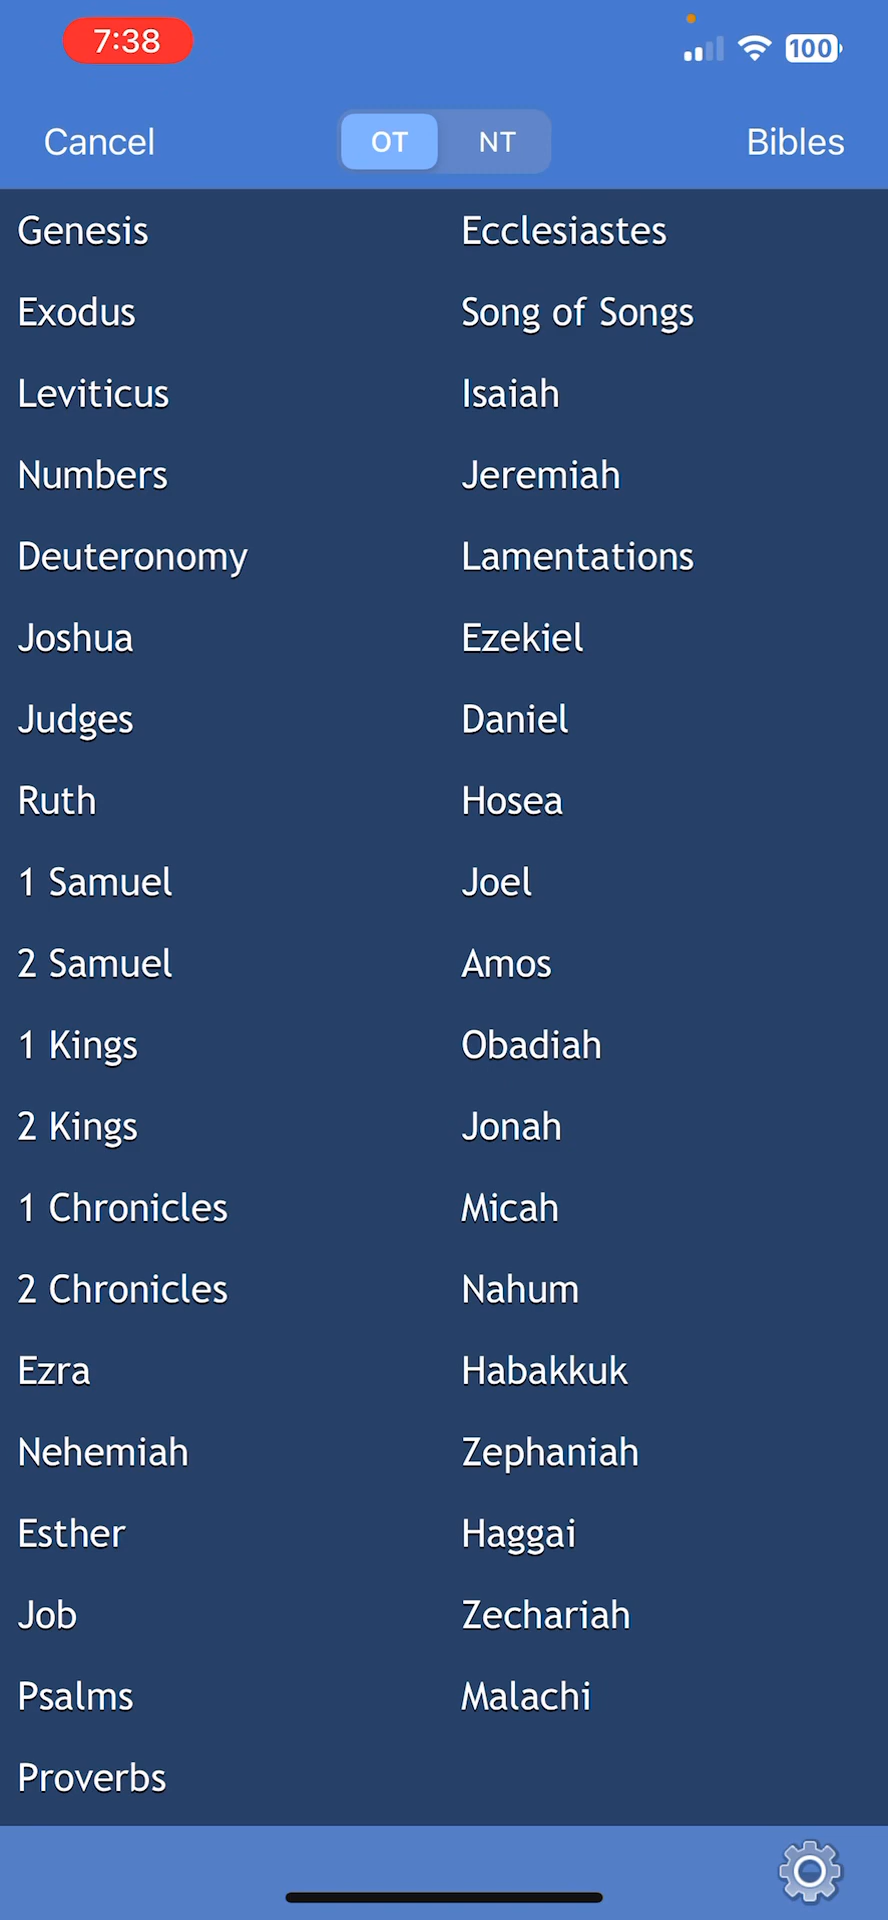 7:38
100
Cancel
OT
NT
Bibles
Genesis
Exodus
Leviticus
Numbers
Deuteronomy
Joshua
Judges
Ruth
1 Samuel
2 Samuel
1 Kings
2 Kings
1 Chronicles
2 Chronicles
Ezra
Nehemiah
Esther
Job
Psalms
Proverbs
Ecclesiastes
Song of Songs
Isaiah
Jeremiah
Lamentations
Ezekiel
Daniel
Hosea
Joel
Amos
Obadiah
Jonah
Micah
Nahum
Habakkuk
Zephaniah
Haggai
Zechariah
Malachi